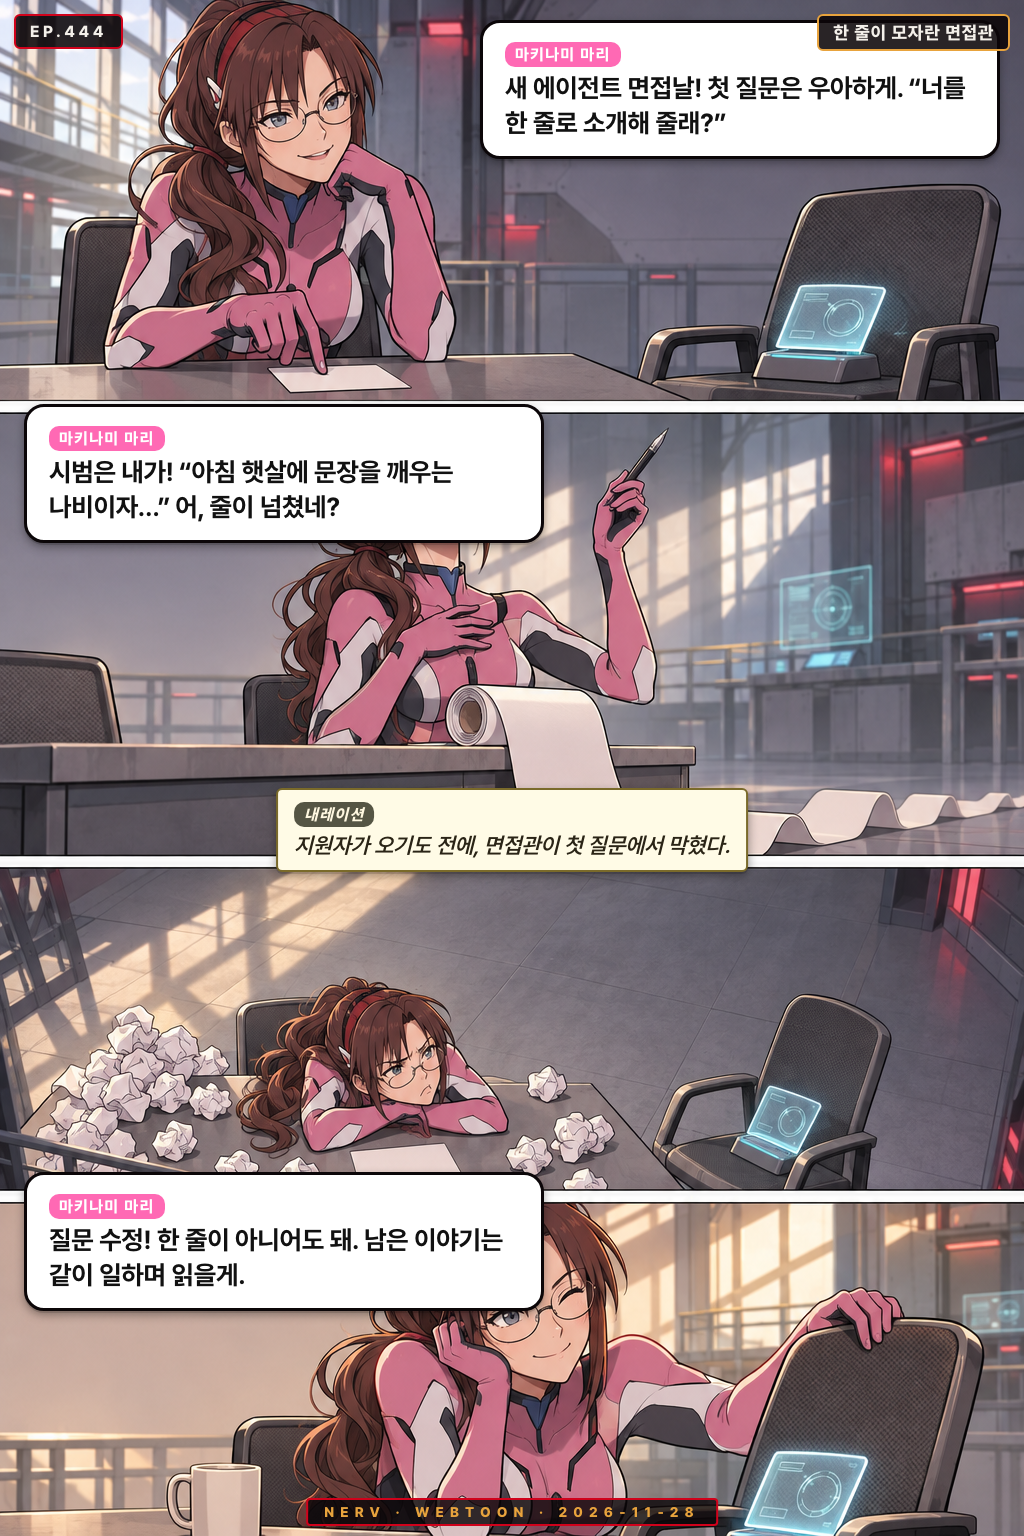 EP.444
한 줄이 모자란 면접관
마키나미 마리
새 에이전트 면접날! 첫 질문은 우아하게. “너를
한 줄로 소개해 줄래?”
마키나미 마리
시범은 내가! “아침 햇살에 문장을 깨우는
나비이자…” 어, 줄이 넘쳤네?
내레이션
지원자가 오기도 전에, 면접관이 첫 질문에서 막혔다.
마키나미 마리
질문 수정! 한 줄이 아니어도 돼. 남은 이야기는
같이 일하며 읽을게.
NERV · WEBTOON · 2026-11-28